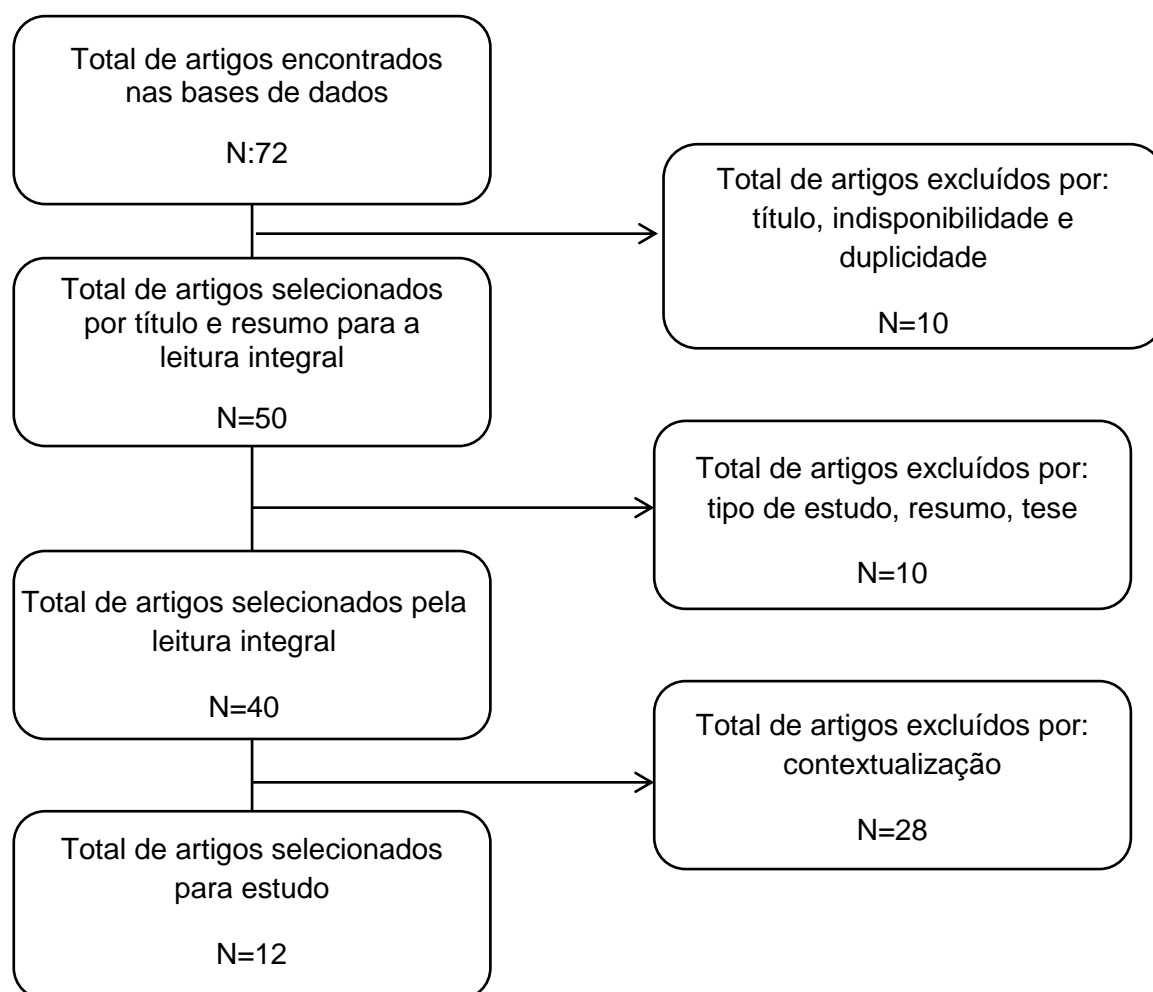 Total de artigos encontrados
nas bases de dados
N:72
Total de artigos excluídos por:
título, indisponibilidade e
duplicidade
N=10
Total de artigos selecionados
por título e resumo para a
leitura integral
N=50
Total de artigos excluídos por:
tipo de estudo, resumo, tese
N=10
Total de artigos selecionados pela
leitura integral
N=40
Total de artigos excluídos por:
contextualização
N=28
Total de artigos selecionados
para estudo
N=12